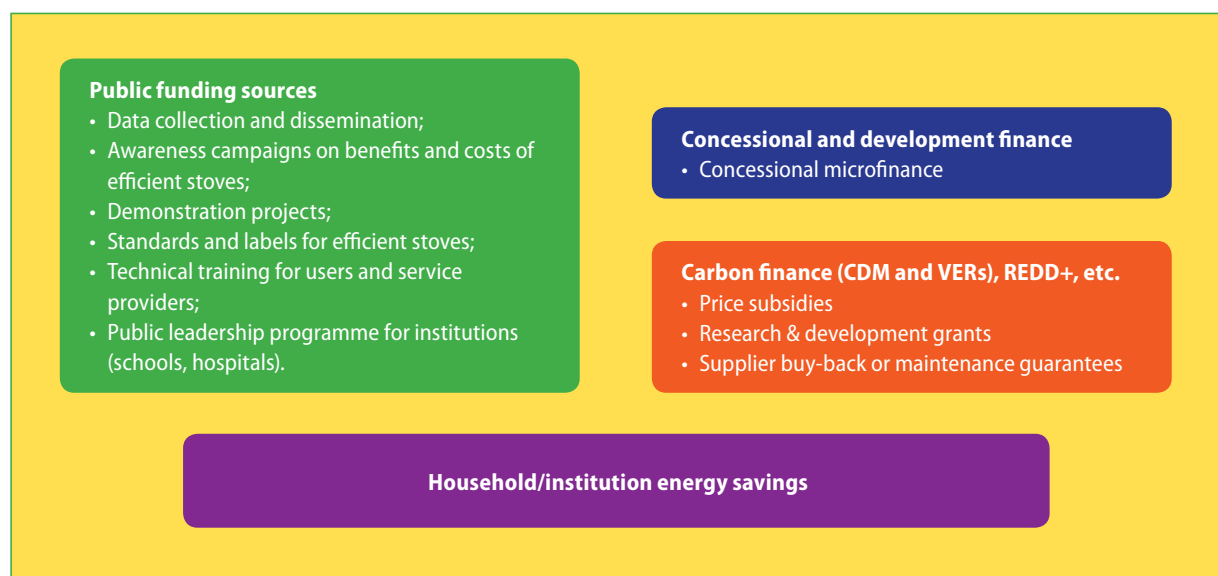 Public funding sources
• Data collection and dissemination;
• Awareness campaigns on benefits and costs of
efficient stoves;
• Demonstration projects;
• Standards and labels for efficient stoves;
• Technical training for users and service
providers;
• Public leadership programme for institutions
(schools, hospitals).
Concessional and development finance
• Concessional microfinance
Carbon finance (CDM and VERs), REDD+, etc.
• Price subsidies
• Research & development grants
• Supplier buy-back or maintenance guarantees
Household/institution energy savings